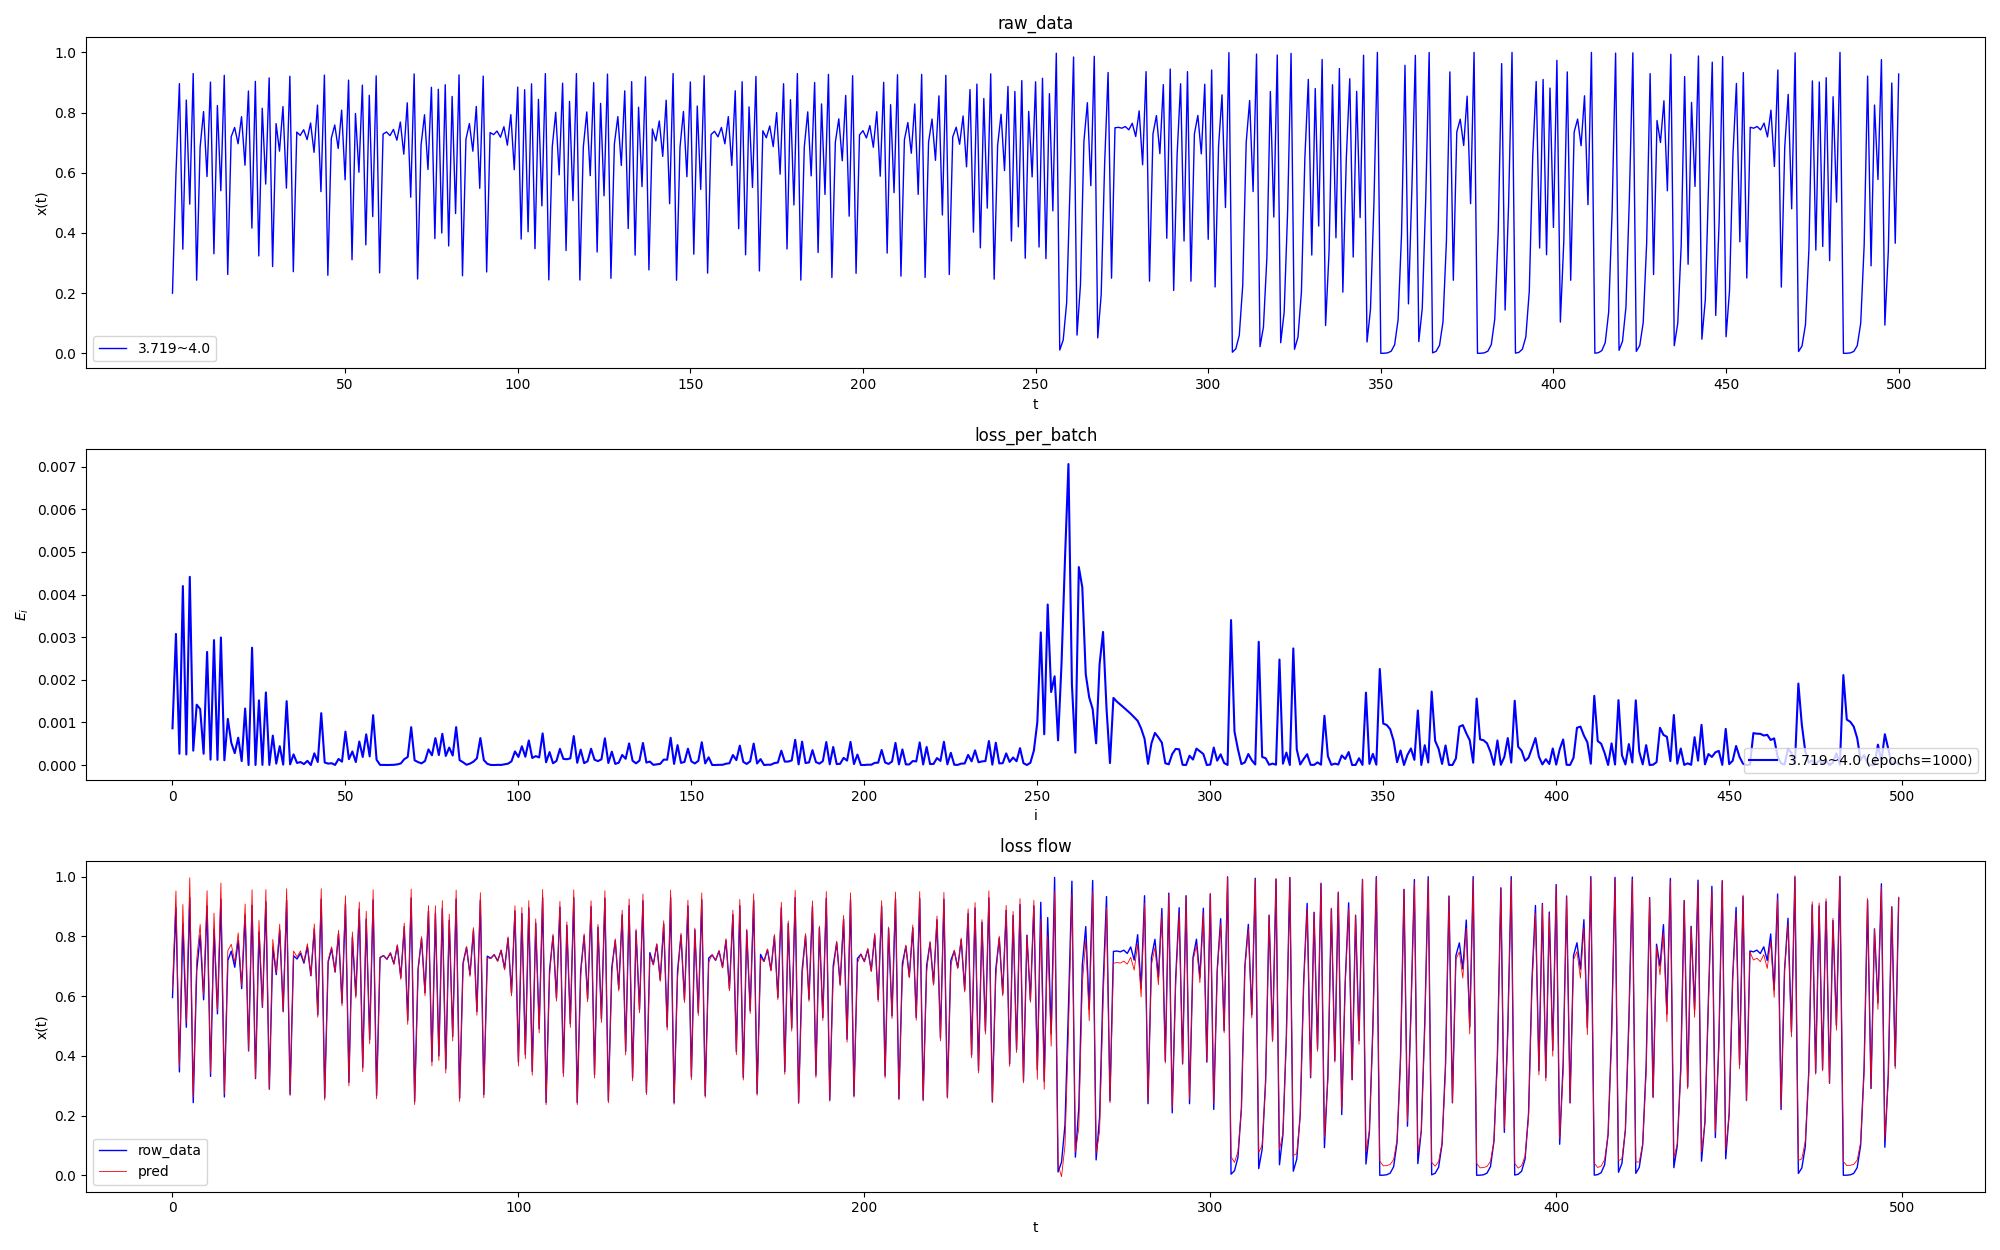 raw_data
1.0
0.8
0.6
0.4
0.2
0.0
x(t)
3.719~4.0
50 100 150 200 250 300 350 400 450 500
t
loss_per_batch
0.007
0.006
0.005
0.004
0.003
0.002
0.001
0.000
E_i
3.719~4.0 (epochs=1000)
0 50 100 150 200 250 300 350 400 450 500
i
loss flow
1.0
0.8
0.6
0.4
0.2
0.0
x(t)
row_data
pred
0 100 200 300 400 500
t